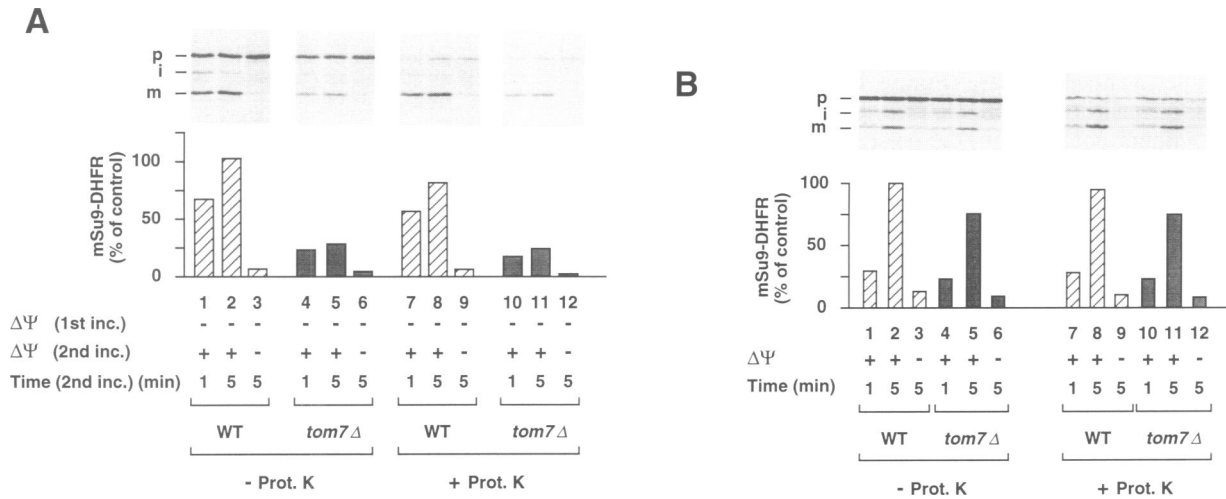 A
p
i
m
mSu9-DHFR
(% of control)
100
50
0
1 2 3 4 5 6 7 8 9 10 11 12
ΔΨ (1st inc.) - - - - - - - - - - - -
ΔΨ (2nd inc.) + + - + + - + + - + + -
Time (2nd inc.) (min) 1 5 5 1 5 5 1 5 5 1 5 5
WT tom7Δ WT tom7Δ
- Prot. K + Prot. K
B
p
i
m
mSu9-DHFR
(% of control)
100
50
0
1 2 3 4 5 6 7 8 9 10 11 12
ΔΨ + + - + + - + + - + + -
Time (min) 1 5 5 1 5 5 1 5 5 1 5 5
WT tom7Δ WT tom7Δ
- Prot. K + Prot. K